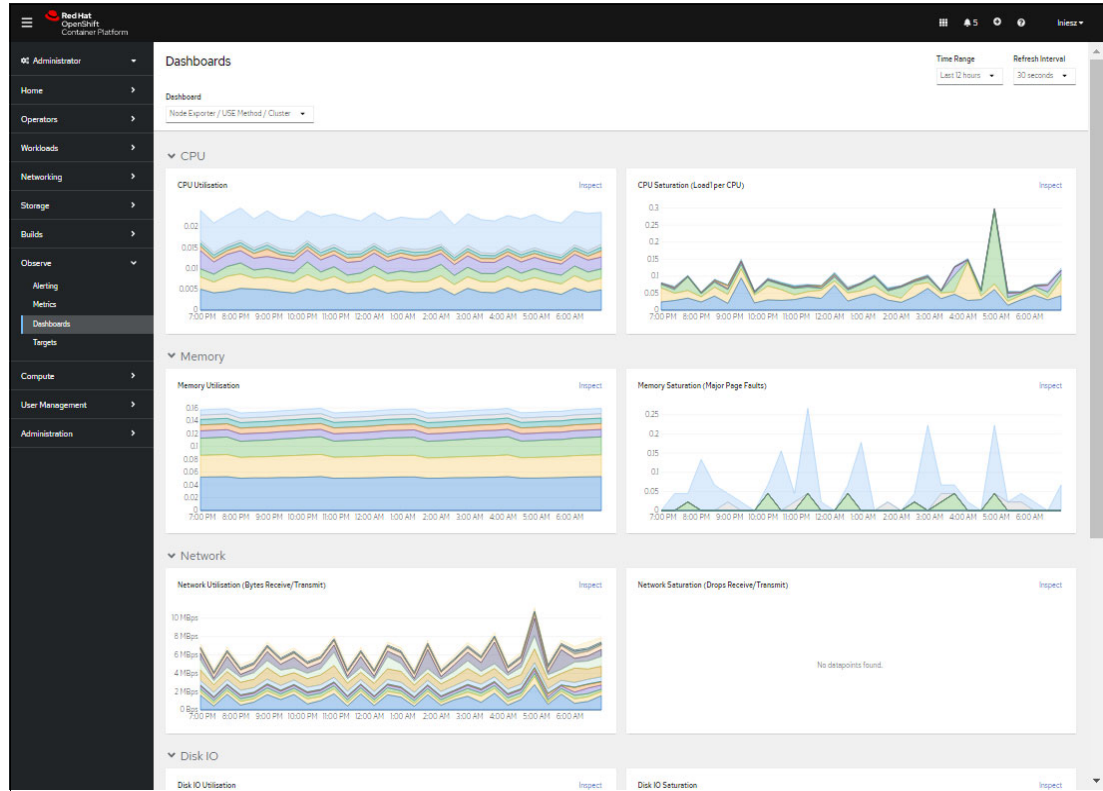 Red Hat
OpenShift
Container Platform
5
lniesz
Administrator
Home
Operators
Workloads
Networking
Storage
Builds
Observe
Alerting
Metrics
Dashboards
Targets
Compute
User Management
Administration
Dashboards
Time Range
Refresh Interval
Last 12 hours
30 seconds
Dashboard
Node Exporter / USE Method / Cluster
CPU
CPU Utilisation
Inspect
0.02
0.015
0.01
0.005
0
7:00 PM 8:00 PM 9:00 PM 10:00 PM 11:00 PM 12:00 AM 1:00 AM 2:00 AM 3:00 AM 4:00 AM 5:00 AM 6:00 AM
CPU Saturation (Load1 per CPU)
Inspect
0.3
0.25
0.2
0.15
0.1
0.05
0
7:00 PM 8:00 PM 9:00 PM 10:00 PM 11:00 PM 12:00 AM 1:00 AM 2:00 AM 3:00 AM 4:00 AM 5:00 AM 6:00 AM
Memory
Memory Utilisation
Inspect
0.16
0.14
0.12
0.1
0.08
0.06
0.04
0.02
0
7:00 PM 8:00 PM 9:00 PM 10:00 PM 11:00 PM 12:00 AM 1:00 AM 2:00 AM 3:00 AM 4:00 AM 5:00 AM 6:00 AM
Memory Saturation (Major Page Faults)
Inspect
0.25
0.2
0.15
0.1
0.05
0
7:00 PM 8:00 PM 9:00 PM 10:00 PM 11:00 PM 12:00 AM 1:00 AM 2:00 AM 3:00 AM 4:00 AM 5:00 AM 6:00 AM
Network
Network Utilisation (Bytes Receive/Transmit)
Inspect
10 MBps
8 MBps
6 MBps
4 MBps
2 MBps
0 Bps
7:00 PM 8:00 PM 9:00 PM 10:00 PM 11:00 PM 12:00 AM 1:00 AM 2:00 AM 3:00 AM 4:00 AM 5:00 AM 6:00 AM
Network Saturation (Drops Receive/Transmit)
Inspect
No datapoints found.
Disk IO
Disk IO Utilisation
Inspect
Disk IO Saturation
Inspect